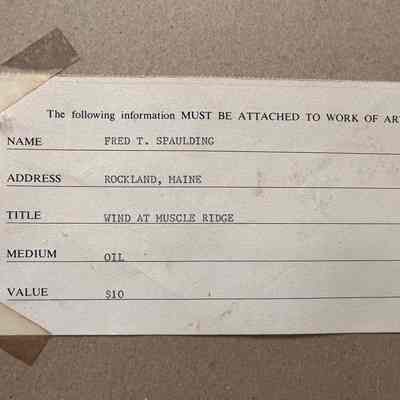 The following information MUST BE ATTACHED TO WORK OF AR
NAME FRED T. SPAULDING
ADDRESS ROCKLAND, MAINE
TITLE WIND AT MUSCLE RIDGE
MEDIUM OIL
VALUE $10